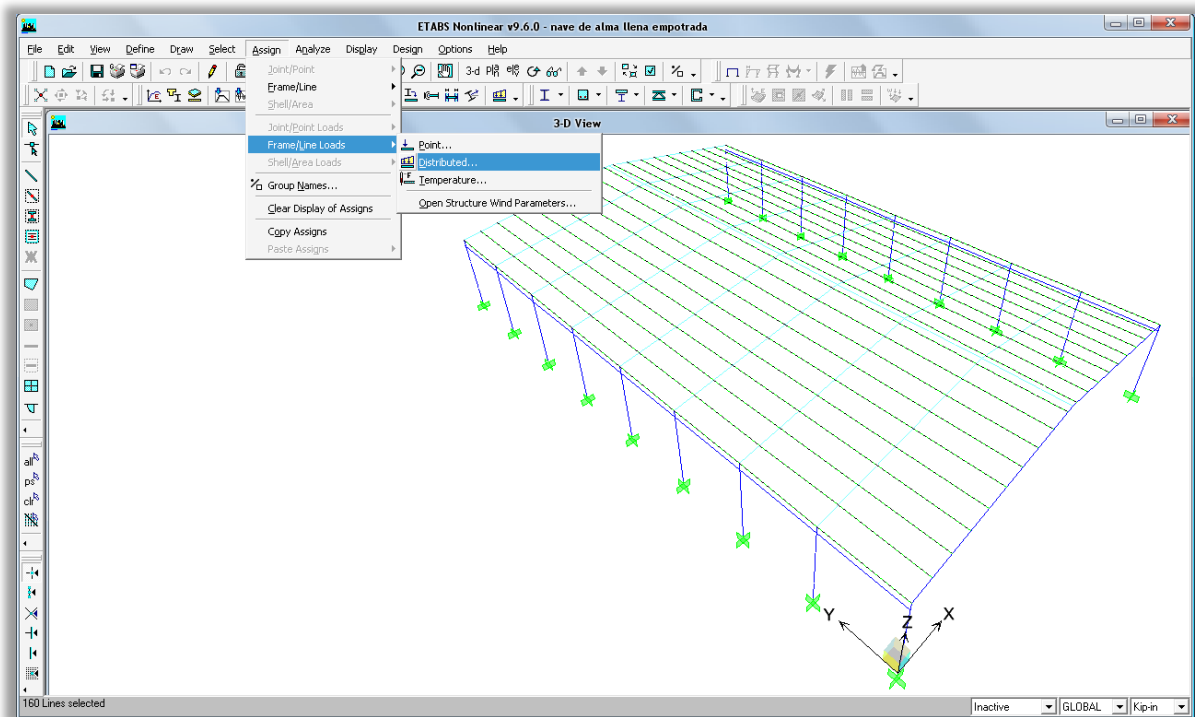 ETABS Nonlinear v9.6.0 - nave de alma llena empotrada
File Edit View Define Draw Select Assign Analyze Display Design Options Help
3-d
Joint/Point
Frame/Line
Shell/Area
Joint/Point Loads
Frame/Line Loads
Shell/Area Loads
Group Names...
Clear Display of Assigns
Copy Assigns
Paste Assigns
Point...
Distributed...
Temperature...
Open Structure Wind Parameters...
3-D View
all
ps
clr
Y
Z
X
160 Lines selected
Inactive
GLOBAL
Kip-in